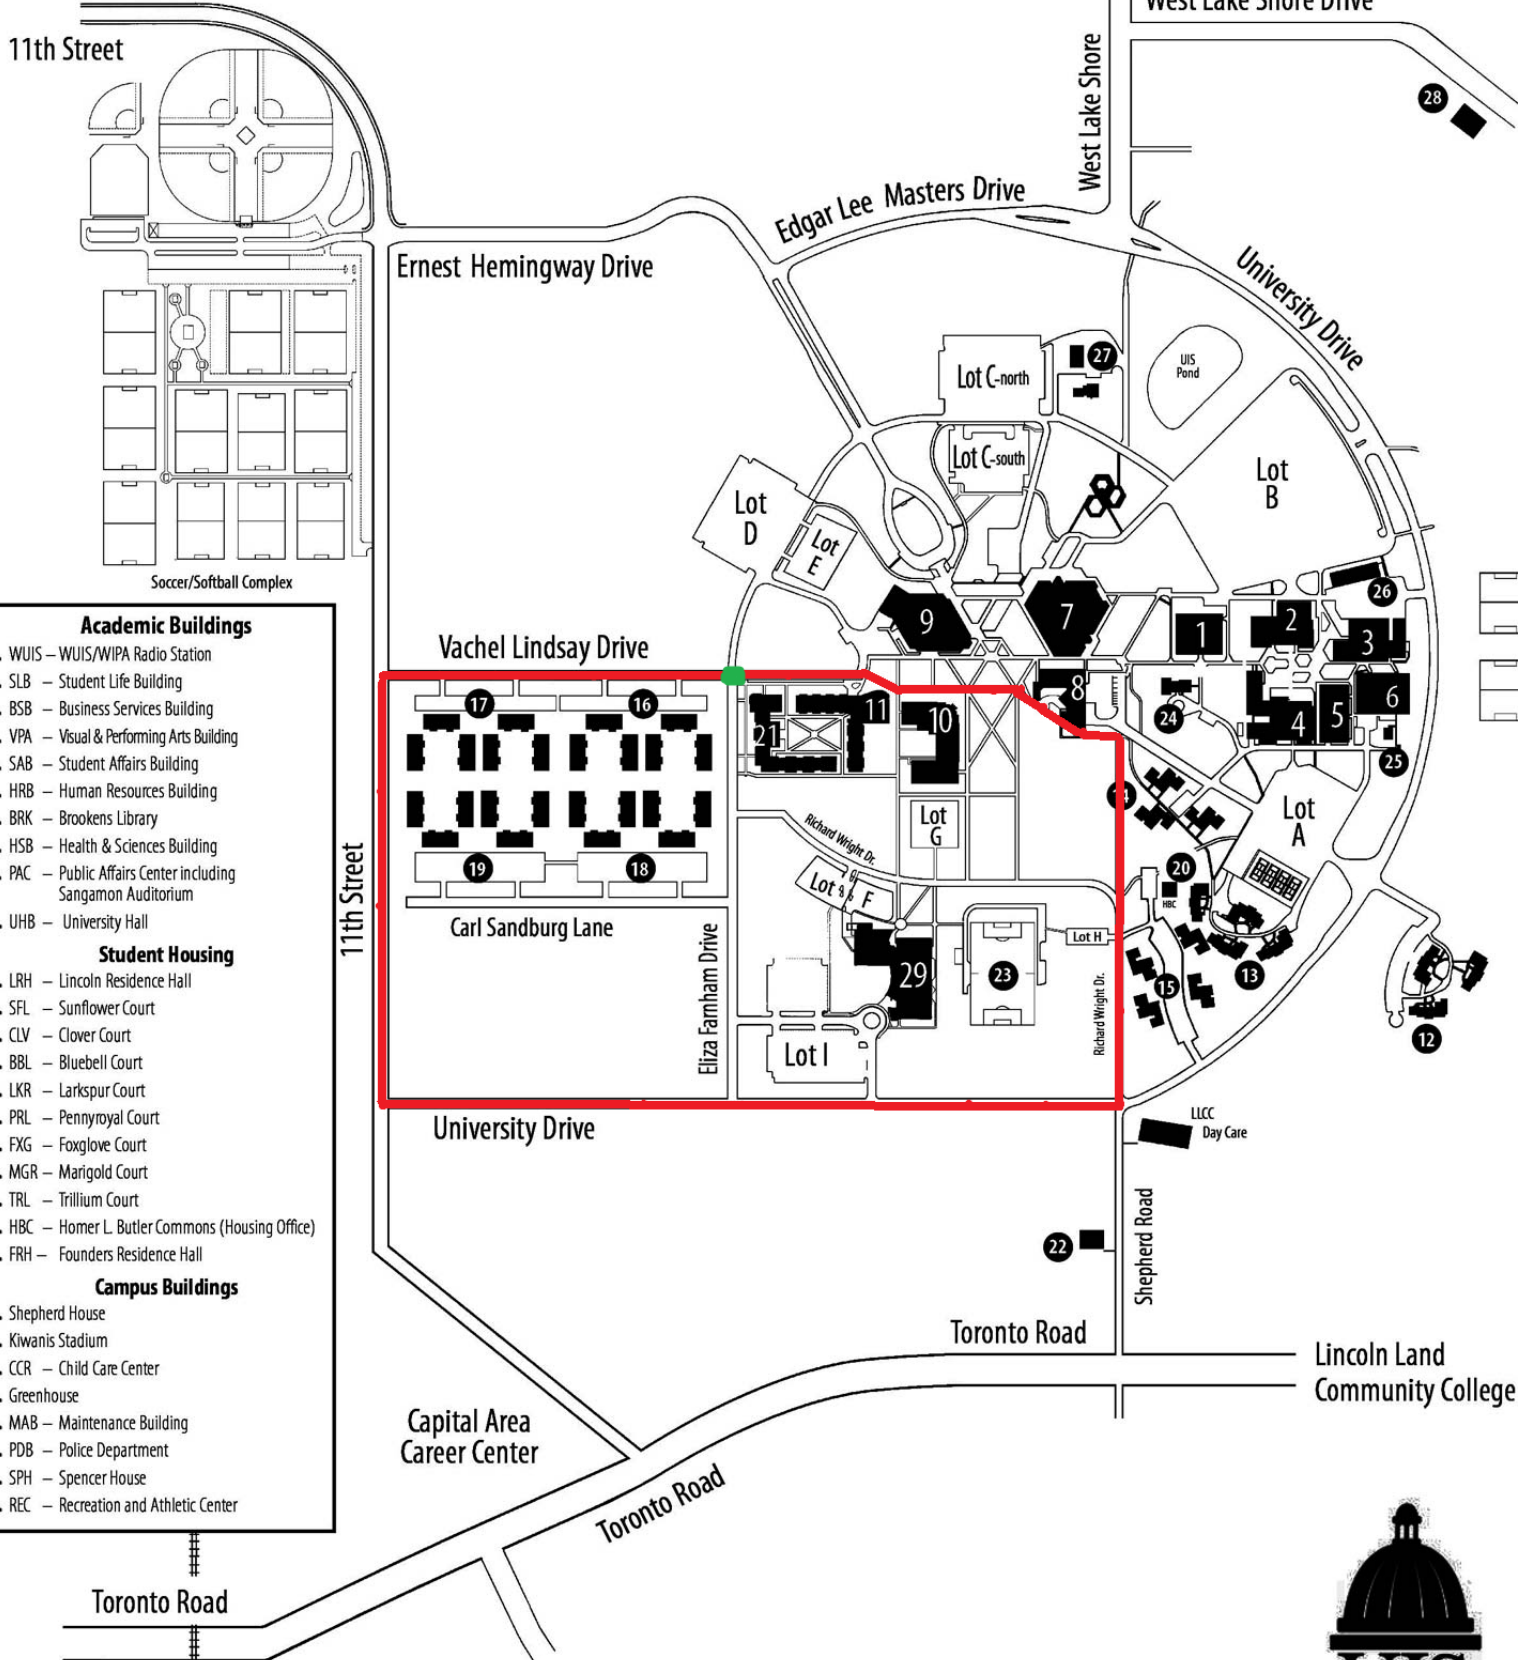 West Lake Shore Drive
11th Street
West Lake Shore
28
Edgar Lee Masters Drive
University Drive
Ernest Hemingway Drive
Lot C-north
27
UIS
Pond
Lot C-south
Lot
B
Lot
D
Lot
E
Soccer/Softball Complex
26
9
7
1
2
3
Vachel Lindsay Drive
17
16
21
11
10
8
24
4
5
6
25
14
Lot
A
Lot
G
Richard Wright Dr.
19
18
20
HBC
Lot & F
Carl Sandburg Lane
11th Street
Eliza Farnham Drive
29
23
Lot H
Richard Wright Dr.
15
13
12
Lot I
University Drive
LLCC
Day Care
22
Shepherd Road
Toronto Road
Lincoln Land
Community College
Capital Area
Career Center
Toronto Road
Toronto Road
Academic Buildings
. WUIS – WUIS/WIPA Radio Station
. SLB – Student Life Building
. BSB – Business Services Building
. VPA – Visual & Performing Arts Building
. SAB – Student Affairs Building
. HRB – Human Resources Building
. BRK – Brookens Library
. HSB – Health & Sciences Building
. PAC – Public Affairs Center including
Sangamon Auditorium
. UHB – University Hall
Student Housing
. LRH – Lincoln Residence Hall
. SFL – Sunflower Court
. CLV – Clover Court
. BBL – Bluebell Court
. LKR – Larkspur Court
. PRL – Pennyroyal Court
. FXG – Foxglove Court
. MGR – Marigold Court
. TRL – Trillium Court
. HBC – Homer L. Butler Commons (Housing Office)
. FRH – Founders Residence Hall
Campus Buildings
. Shepherd House
. Kiwanis Stadium
. CCR – Child Care Center
. Greenhouse
. MAB – Maintenance Building
. PDB – Police Department
. SPH – Spencer House
. REC – Recreation and Athletic Center
UIS